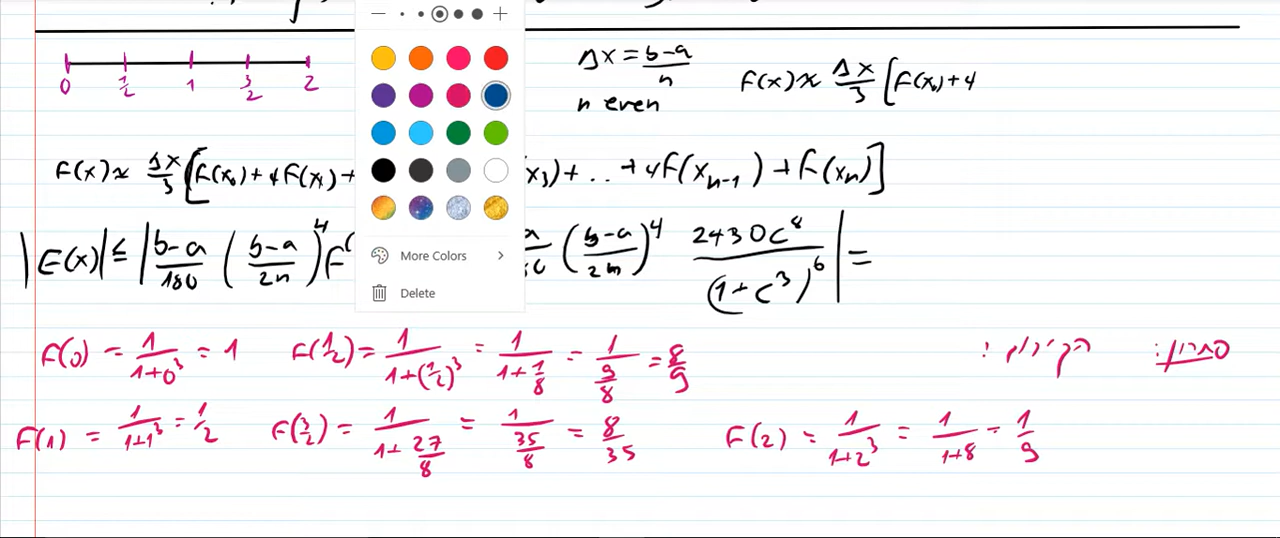 0 1/2 1 3/2 2
Δx = (b-a)/n
n even
F(x) ≈ Δx/3 [F(x₀)+4
F(x) ≈ Δx/3 [F(x₀)+4F(x₁)+ x₃)+..+4F(xₙ₋₁)+F(xₙ)]
|E(x)| ≤ |(b-a)/180 ((b-a)/2n)⁴ F⁽ ((b-a)/2n)⁴ 2430c⁸/(1+c³)⁶| =
More Colors
Delete
F(0) = 1/(1+0³) = 1 F(1/2) = 1/(1+(1/2)³) = 1/(1+1/8) = 1/(9/8) = 8/9
פתרון: הקירוב :
F(1) = 1/(1+1³) = 1/2 F(3/2) = 1/(1+27/8) = 1/(35/8) = 8/35 F(2) = 1/(1+2³) = 1/(1+8) = 1/9